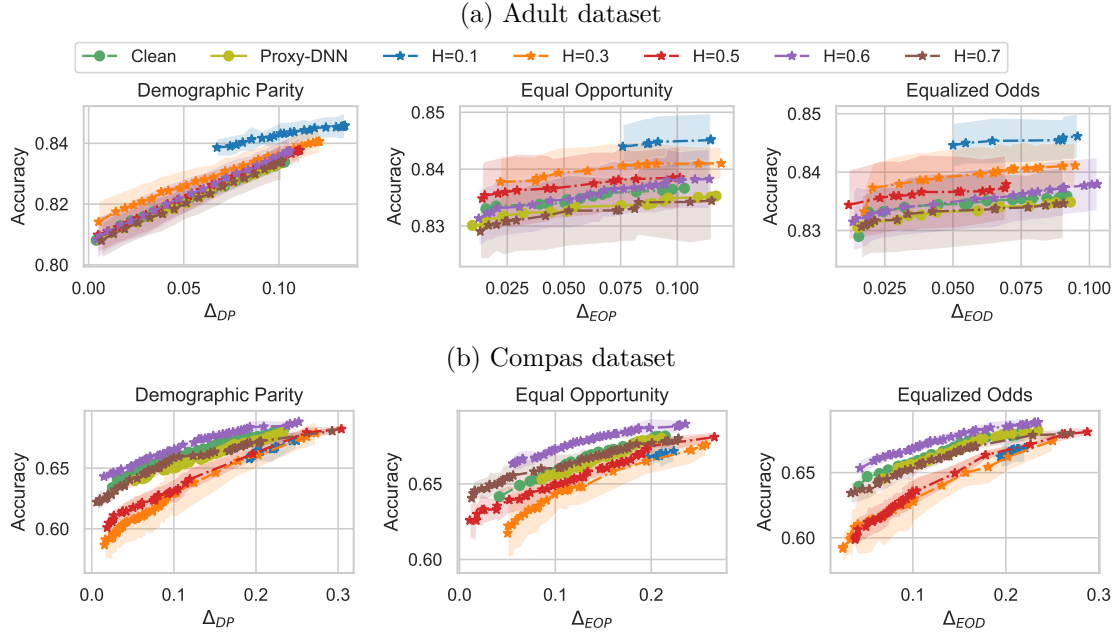 (a) Adult dataset
Clean Proxy-DNN H=0.1 H=0.3 H=0.5 H=0.6 H=0.7
Demographic Parity
Accuracy
0.84
0.82
0.80
0.00 0.05 0.10
Δ_DP
Equal Opportunity
Accuracy
0.85
0.84
0.83
0.025 0.050 0.075 0.100
Δ_EOP
Equalized Odds
Accuracy
0.85
0.84
0.83
0.025 0.050 0.075 0.100
Δ_EOD
(b) Compas dataset
Demographic Parity
Accuracy
0.65
0.60
0.0 0.1 0.2 0.3
Δ_DP
Equal Opportunity
Accuracy
0.65
0.60
0.0 0.1 0.2
Δ_EOP
Equalized Odds
Accuracy
0.65
0.60
0.1 0.2 0.3
Δ_EOD